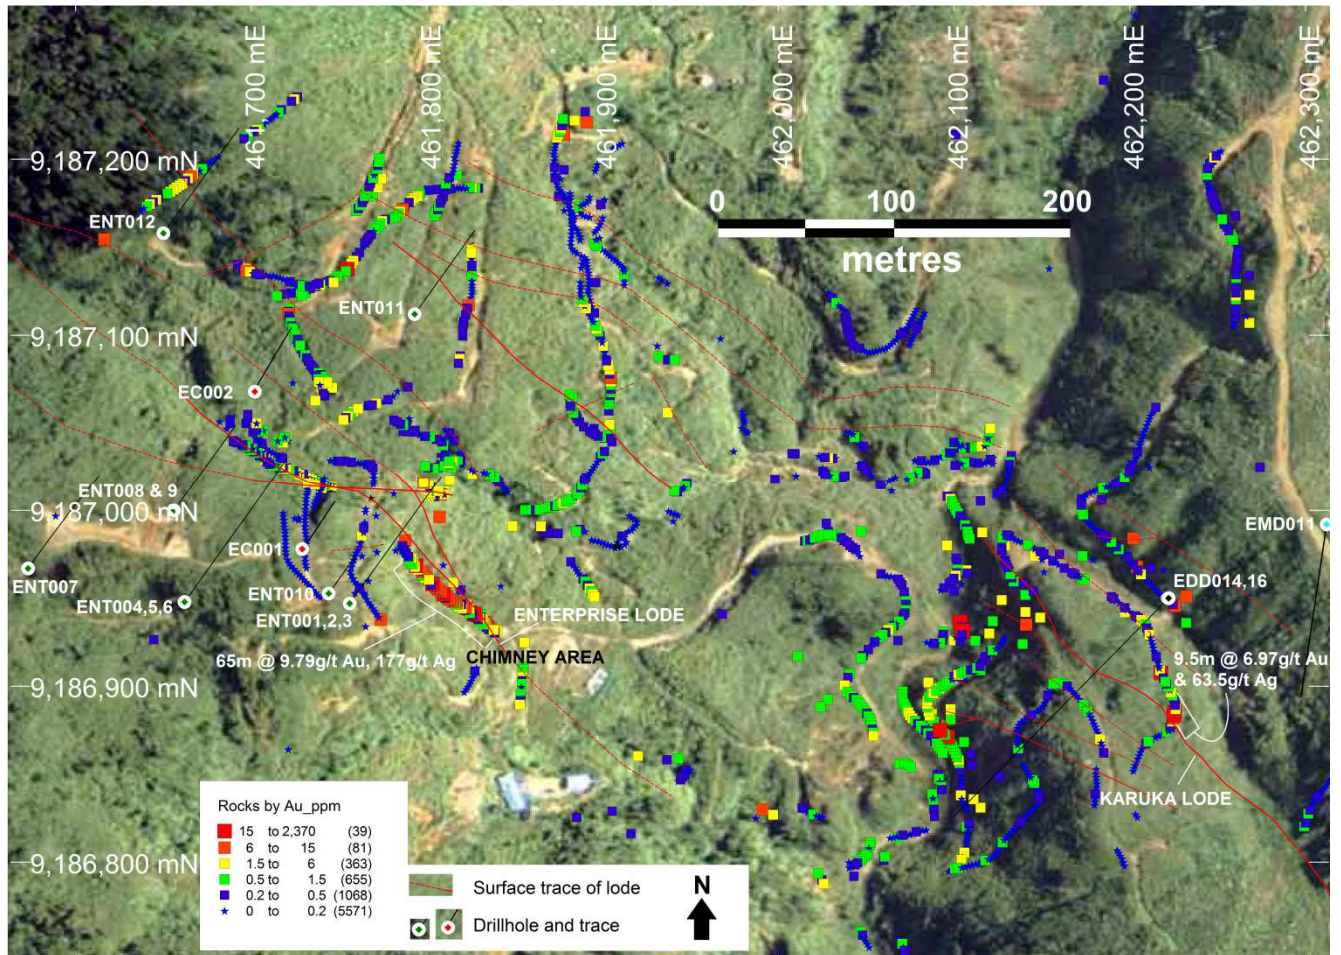 461,700 mE
461,800 mE
461,900 mE
462,000 mE
462,100 mE
462,200 mE
462,300 mE
9,187,200 mN
0 100 200
metres
ENT012
ENT011
9,187,100 mN
EC002
ENT008 & 9
9,187,000 mN
EMD011
EC001
ENT007
ENT010
ENT004,5,6
ENT001,2,3
EDD014,16
ENTERPRISE LODE
CHIMNEY AREA
65m @ 9.79g/t Au, 177g/t Ag
9.5m @ 6.97g/t Au
& 63.5g/t Ag
9,186,900 mN
KARUKA LODE
9,186,800 mN
Rocks by Au_ppm
15 to 2,370 (39)
6 to 15 (81)
1.5 to 6 (363)
0.5 to 1.5 (655)
0.2 to 0.5 (1068)
0 to 0.2 (5571)
Surface trace of lode
Drillhole and trace
N